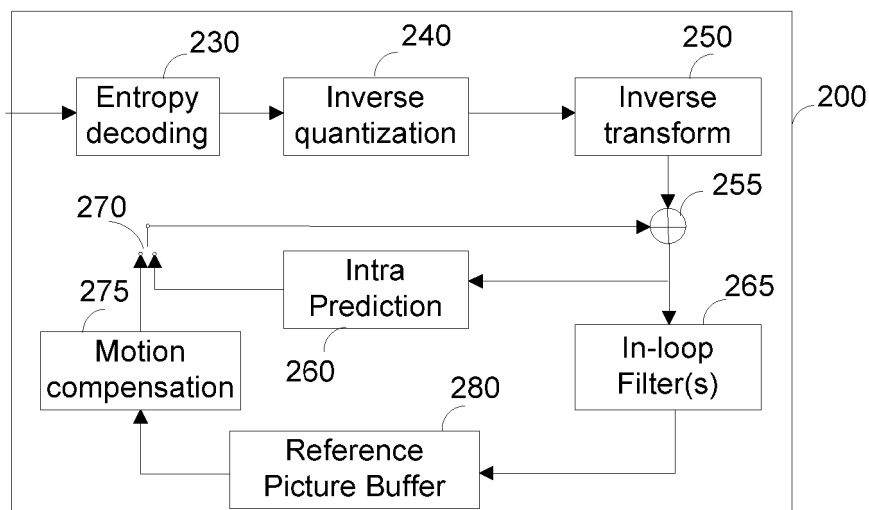 230
240
250
200
Entropy
decoding
Inverse
quantization
Inverse
transform
255
270
Intra
Prediction
275
265
Motion
compensation
260
In-loop
Filter(s)
280
Reference
Picture Buffer